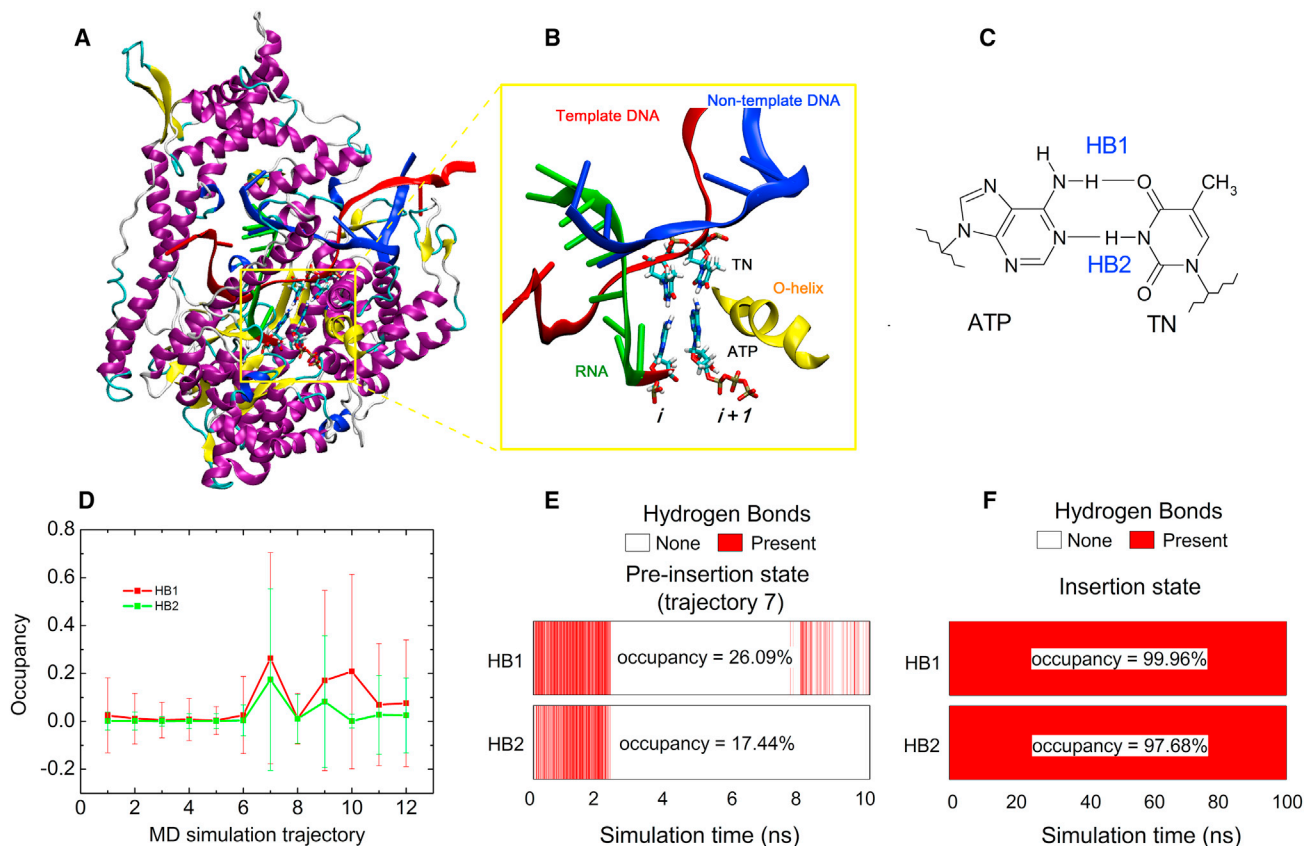 A
B
C
Template DNA
Non-template DNA
TN
O-helix
ATP
RNA
i
i + 1
H
HB1
N
H
O
CH3
N
N
N
N
H
N
HB2
O
N
ATP
TN
D
0.8
0.6
0.4
0.2
0.0
-0.2
Occupancy
HB1
HB2
0
2
4
6
8
10
12
MD simulation trajectory
E
Hydrogen Bonds
None
Present
Pre-insertion state
(trajectory 7)
HB1
occupancy = 26.09%
HB2
occupancy = 17.44%
0
2
4
6
8
10
Simulation time (ns)
F
Hydrogen Bonds
None
Present
Insertion state
HB1
occupancy = 99.96%
HB2
occupancy = 97.68%
0
20
40
60
80
100
Simulation time (ns)